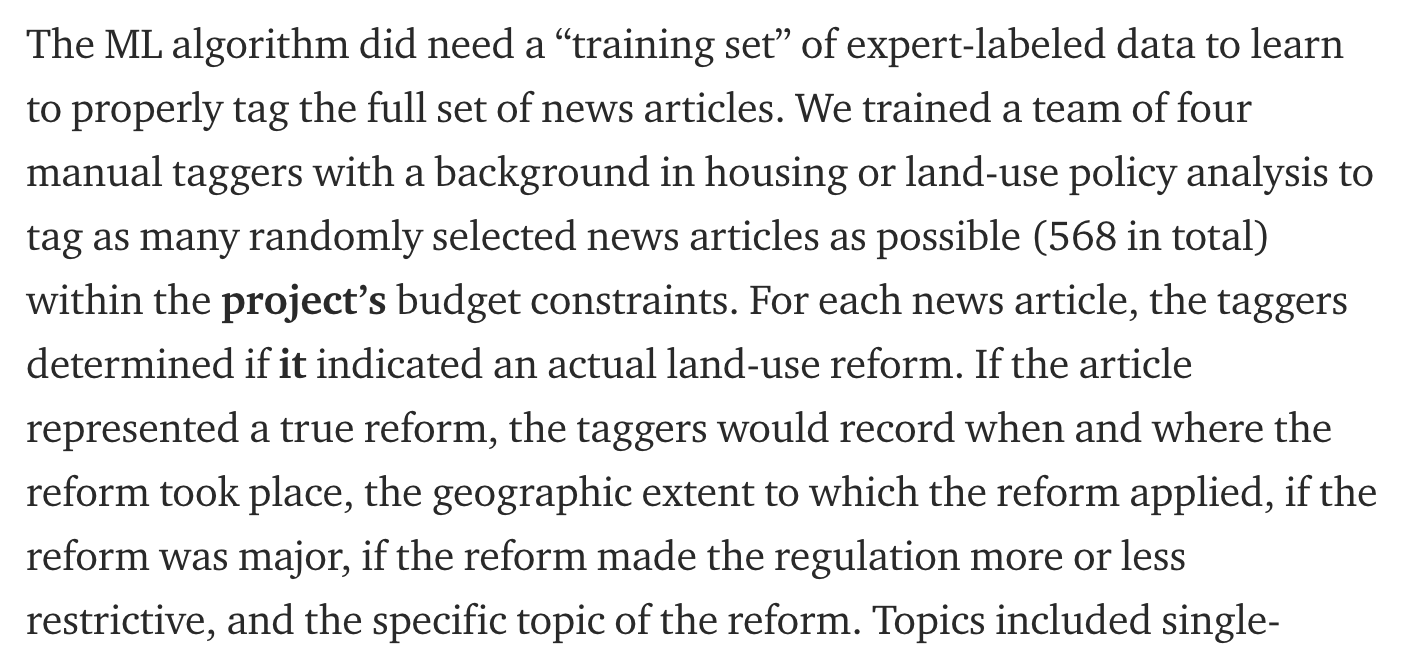 The ML algorithm did need a “training set” of expert-labeled data to learn
to properly tag the full set of news articles. We trained a team of four
manual taggers with a background in housing or land-use policy analysis to
tag as many randomly selected news articles as possible (568 in total)
within the project’s budget constraints. For each news article, the taggers
determined if it indicated an actual land-use reform. If the article
represented a true reform, the taggers would record when and where the
reform took place, the geographic extent to which the reform applied, if the
reform was major, if the reform made the regulation more or less
restrictive, and the specific topic of the reform. Topics included single-